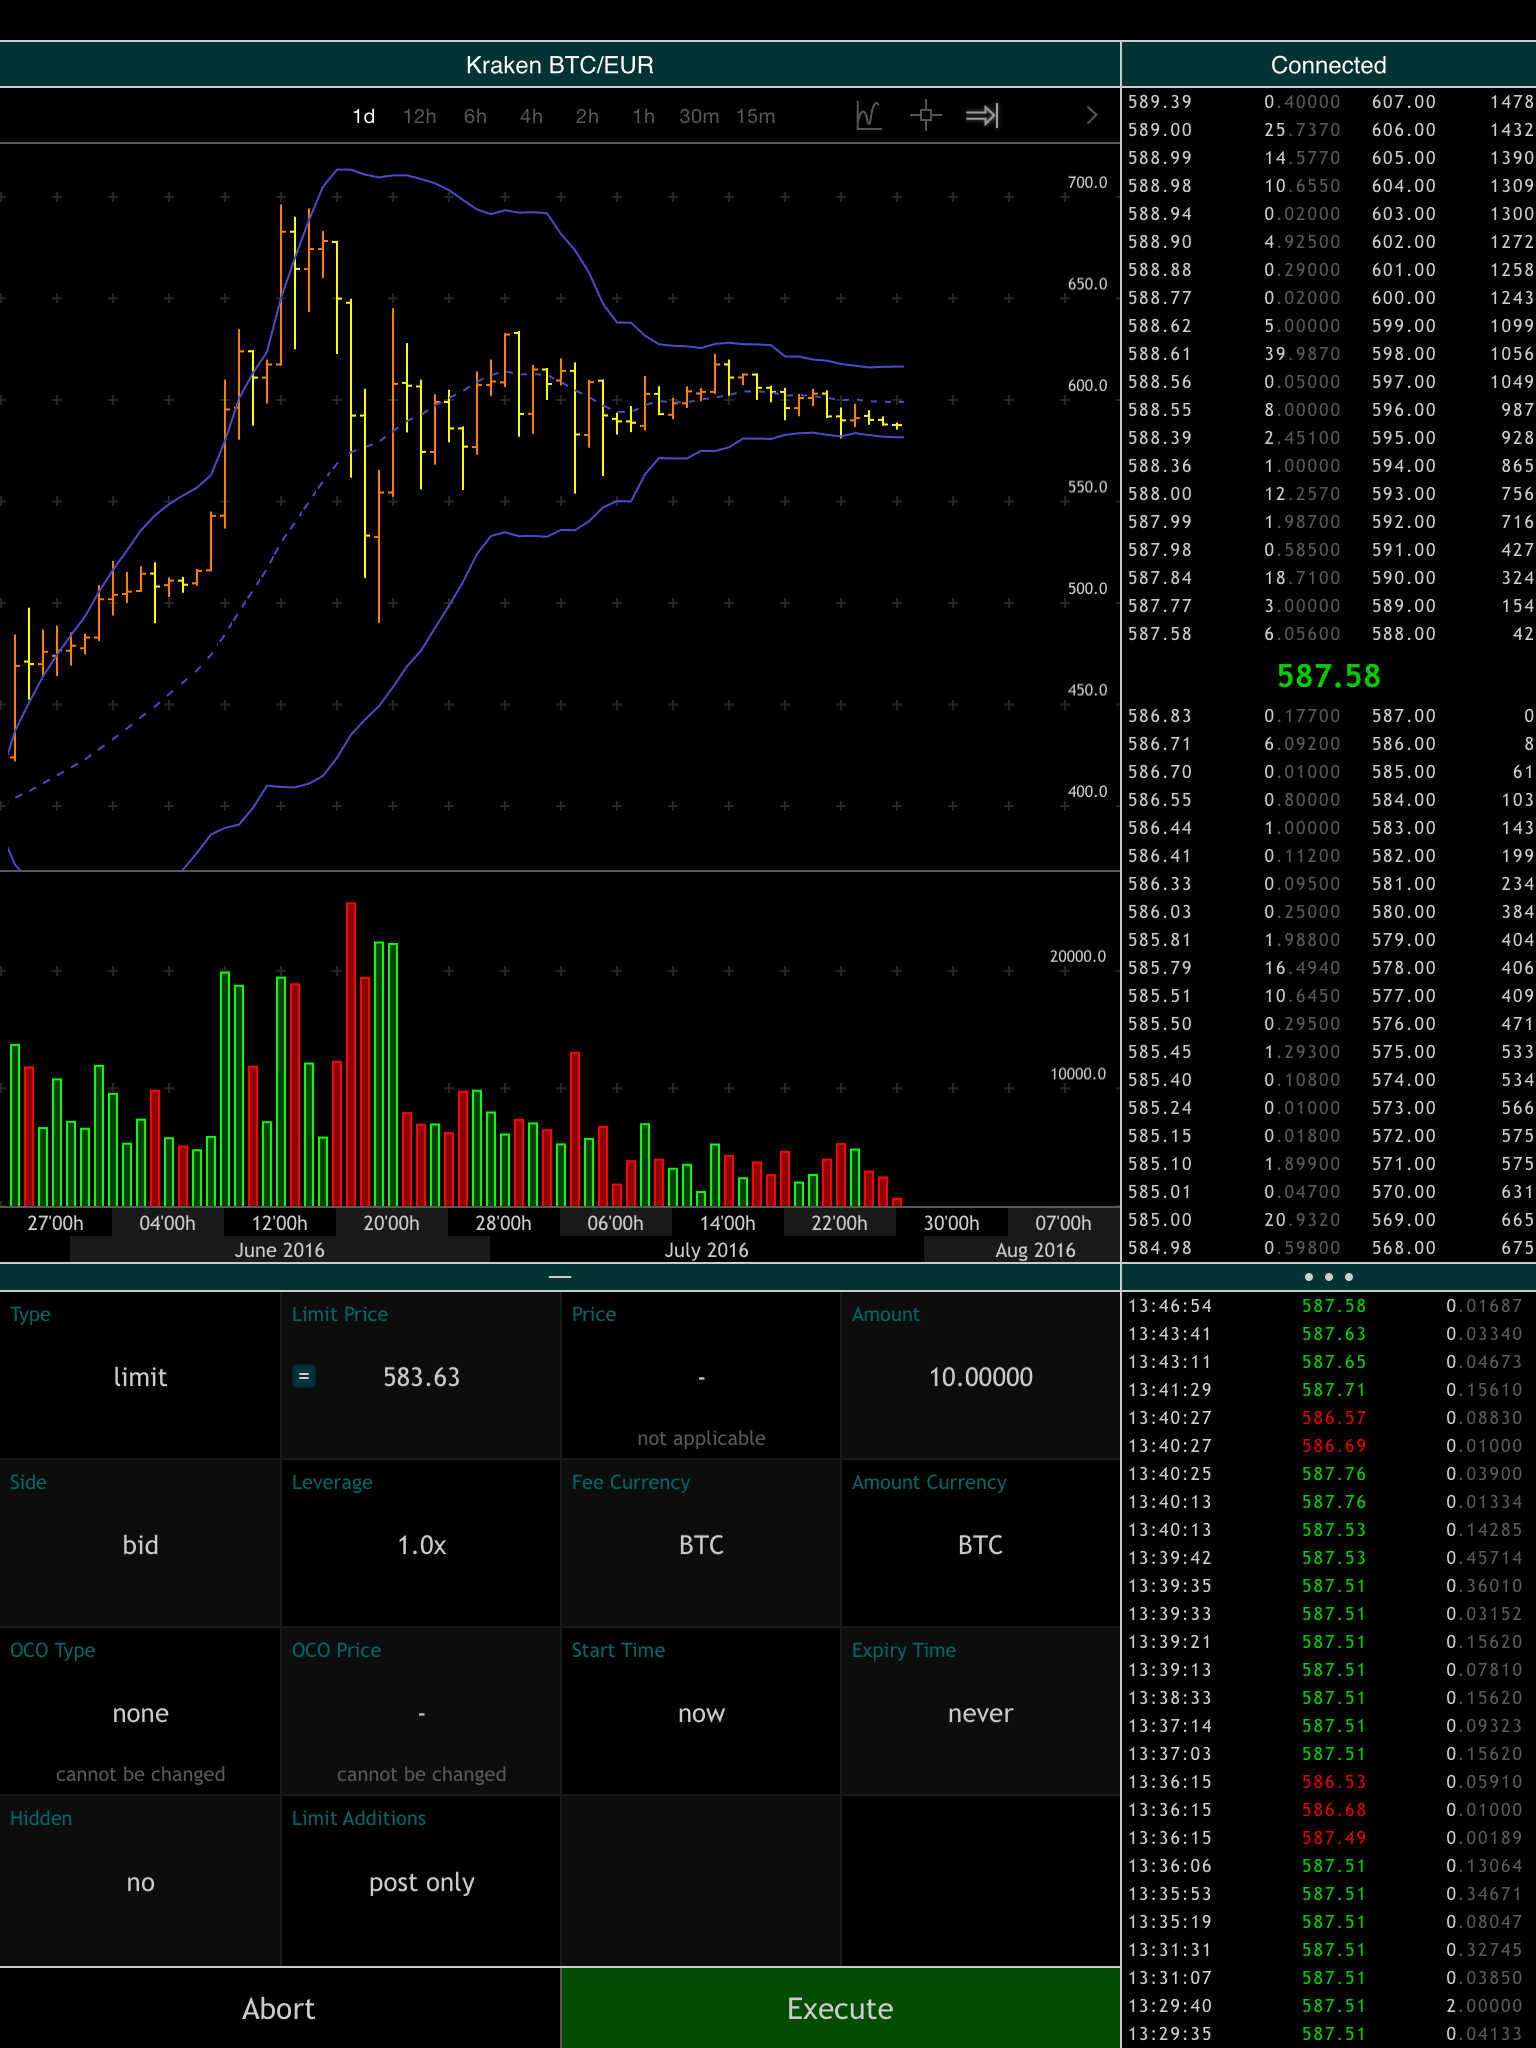 Kraken BTC/EUR
1d 12h 6h 4h 2h 1h 30m 15m
700.0
650.0
600.0
550.0
500.0
450.0
400.0
20000.0
10000.0
27'00h 04'00h 12'00h 20'00h 28'00h 06'00h 14'00h 22'00h 30'00h 07'00h
June 2016 July 2016 Aug 2016
Connected
589.39 0.40000 607.00 1478
589.00 25.7370 606.00 1432
588.99 14.5770 605.00 1390
588.98 10.6550 604.00 1309
588.94 0.02000 603.00 1300
588.90 4.92500 602.00 1272
588.88 0.29000 601.00 1258
588.77 0.02000 600.00 1243
588.62 5.00000 599.00 1099
588.61 39.9870 598.00 1056
588.56 0.05000 597.00 1049
588.55 8.00000 596.00 987
588.39 2.45100 595.00 928
588.36 1.00000 594.00 865
588.00 12.2570 593.00 756
587.99 1.98700 592.00 716
587.98 0.58500 591.00 427
587.84 18.7100 590.00 324
587.77 3.00000 589.00 154
587.58 6.05600 588.00 42
587.58
586.83 0.17700 587.00 0
586.71 6.09200 586.00 8
586.70 0.01000 585.00 61
586.55 0.80000 584.00 103
586.44 1.00000 583.00 143
586.41 0.11200 582.00 199
586.33 0.09500 581.00 234
586.03 0.25000 580.00 384
585.81 1.98800 579.00 404
585.79 16.4940 578.00 406
585.51 10.6450 577.00 409
585.50 0.29500 576.00 471
585.45 1.29300 575.00 533
585.40 0.10800 574.00 534
585.24 0.01000 573.00 566
585.15 0.01800 572.00 575
585.10 1.89900 571.00 575
585.01 0.04700 570.00 631
585.00 20.9320 569.00 665
584.98 0.59800 568.00 675
Type Limit Price Price Amount
limit = 583.63 - 10.00000
not applicable
Side Leverage Fee Currency Amount Currency
bid 1.0x BTC BTC
OCO Type OCO Price Start Time Expiry Time
none - now never
cannot be changed cannot be changed
Hidden Limit Additions
no post only
Abort Execute
13:46:54 587.58 0.01687
13:43:41 587.63 0.03340
13:43:11 587.65 0.04673
13:41:29 587.71 0.15610
13:40:27 586.57 0.08830
13:40:27 586.69 0.01000
13:40:25 587.76 0.03900
13:40:13 587.76 0.01334
13:40:13 587.53 0.14285
13:39:42 587.53 0.45714
13:39:35 587.51 0.36010
13:39:33 587.51 0.03152
13:39:21 587.51 0.15620
13:39:13 587.51 0.07810
13:38:33 587.51 0.15620
13:37:14 587.51 0.09323
13:37:03 587.51 0.15620
13:36:15 586.53 0.05910
13:36:15 586.68 0.01000
13:36:15 587.49 0.00189
13:36:06 587.51 0.13064
13:35:53 587.51 0.34671
13:35:19 587.51 0.08047
13:31:31 587.51 0.32745
13:31:07 587.51 0.03850
13:29:40 587.51 2.00000
13:29:35 587.51 0.04133